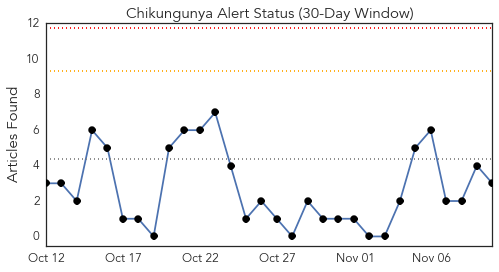 Chikungunya Alert Status (30-Day Window)
Articles Found
12
10
8
6
4
2
0
Oct 12 Oct 17 Oct 22 Oct 27 Nov 01 Nov 06